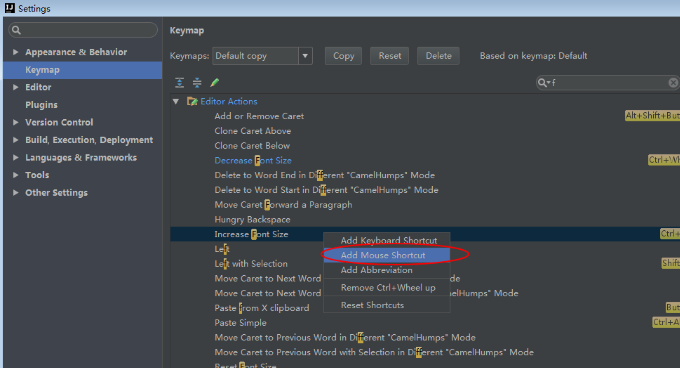 IJ Settings
Keymap
Keymaps: Default copy Copy Reset Delete Based on keymap: Default
Appearance & Behavior
Keymap
Editor
Plugins
Version Control
Build, Execution, Deployment
Languages & Frameworks
Tools
Other Settings
f
Editor Actions
Add or Remove Caret Alt+Shift+But
Clone Caret Above
Clone Caret Below
Decrease Font Size Ctrl+Wh
Delete to Word End in Different "CamelHumps" Mode
Delete to Word Start in Different "CamelHumps" Mode
Move Caret Forward a Paragraph
Hungry Backspace
Increase Font Size Ctrl+
Add Keyboard Shortcut
Left
Add Mouse Shortcut
Left with Selection Shift
Add Abbreviation
Move Caret to Next Word
Remove Ctrl+Wheel up
Move Caret to Next Word
Reset Shortcuts
Paste from X clipboard But
Paste Simple Ctrl+A
Move Caret to Previous Word in Different "CamelHumps" Mode
Move Caret to Previous Word with Selection in Different "CamelHumps" Mode
Reset Font Size